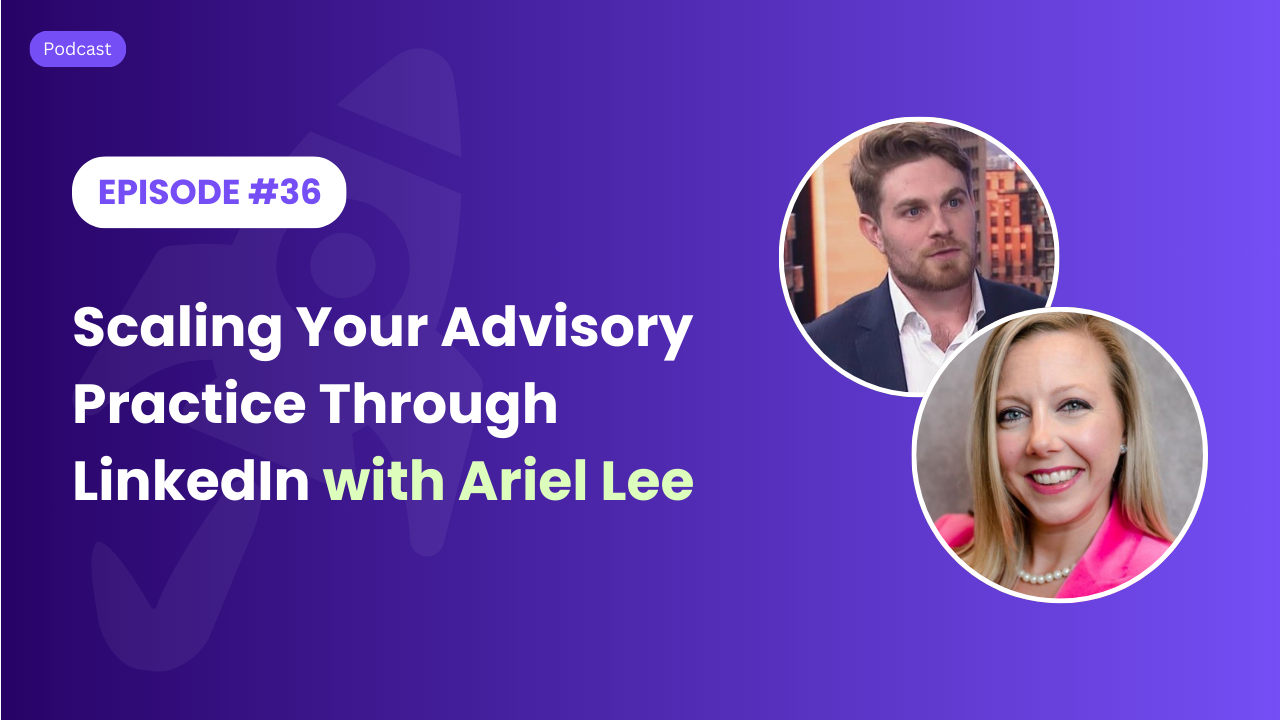 Podcast
EPISODE #36
Scaling Your Advisory
Practice Through
LinkedIn with Ariel Lee